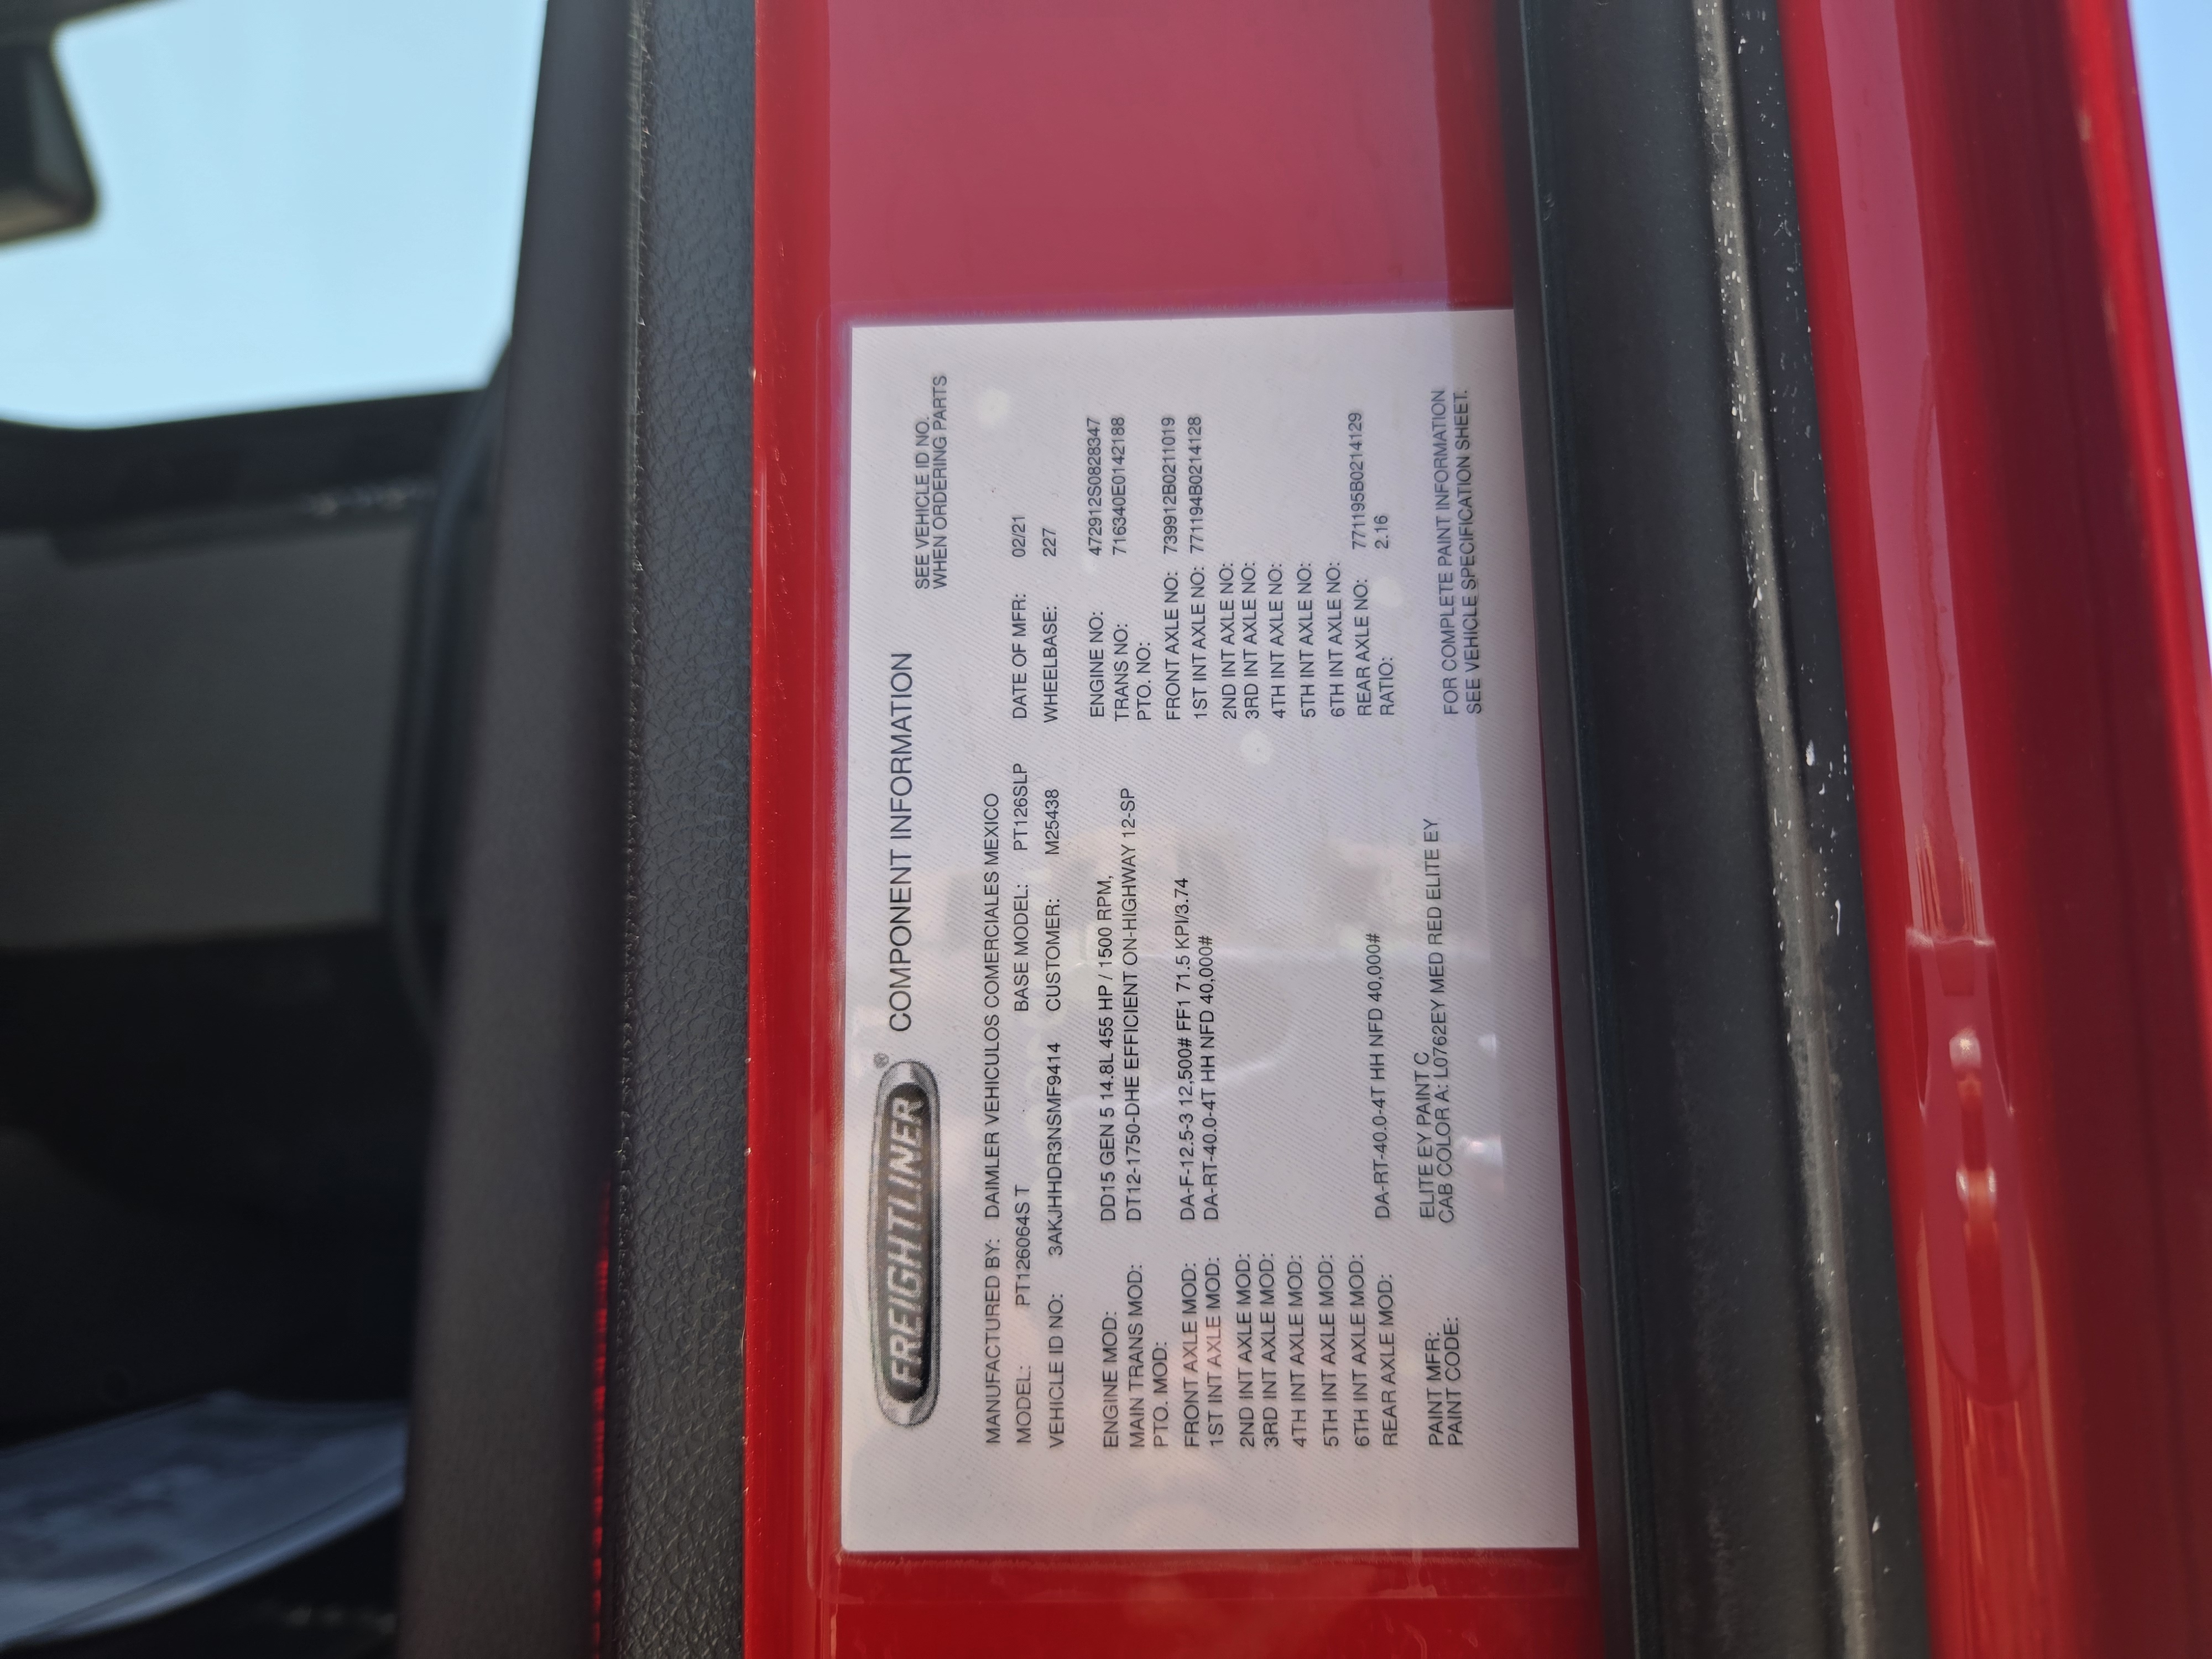 FREIGHTLINER® COMPONENT INFORMATION
SEE VEHICLE ID NO.
WHEN ORDERING PARTS
MANUFACTURED BY: DAIMLER VEHICULOS COMERCIALES MEXICO
MODEL: PT126064S T BASE MODEL: PT126SLP DATE OF MFR: 02/21
VEHICLE ID NO: 3AKJHHDR3NSMF9414 CUSTOMER: M25438 WHEELBASE: 227
ENGINE MOD: DD15 GEN 5 14.8L 455 HP / 1500 RPM, ENGINE NO: 472912S0828347
MAIN TRANS MOD: DT12-1750-DHE EFFICIENT ON-HIGHWAY 12-SP TRANS NO: 716340E0142188
PTO. MOD: PTO. NO:
FRONT AXLE MOD: DA-F-12.5-3 12,500# FF1 71.5 KPI/3.74 FRONT AXLE NO: 739912B0211019
1ST INT AXLE MOD: DA-RT-40.0-4T HH NFD 40,000# 1ST INT AXLE NO: 771194B0214128
2ND INT AXLE MOD: 2ND INT AXLE NO:
3RD INT AXLE MOD: 3RD INT AXLE NO:
4TH INT AXLE MOD: 4TH INT AXLE NO:
5TH INT AXLE MOD: 5TH INT AXLE NO:
6TH INT AXLE MOD: 6TH INT AXLE NO:
REAR AXLE MOD: DA-RT-40.0-4T HH NFD 40,000# REAR AXLE NO: 771195B0214129
RATIO: 2.16
PAINT MFR: ELITE EY PAINT C
PAINT CODE: CAB COLOR A: L0762EY MED RED ELITE EY
FOR COMPLETE PAINT INFORMATION
SEE VEHICLE SPECIFICATION SHEET.